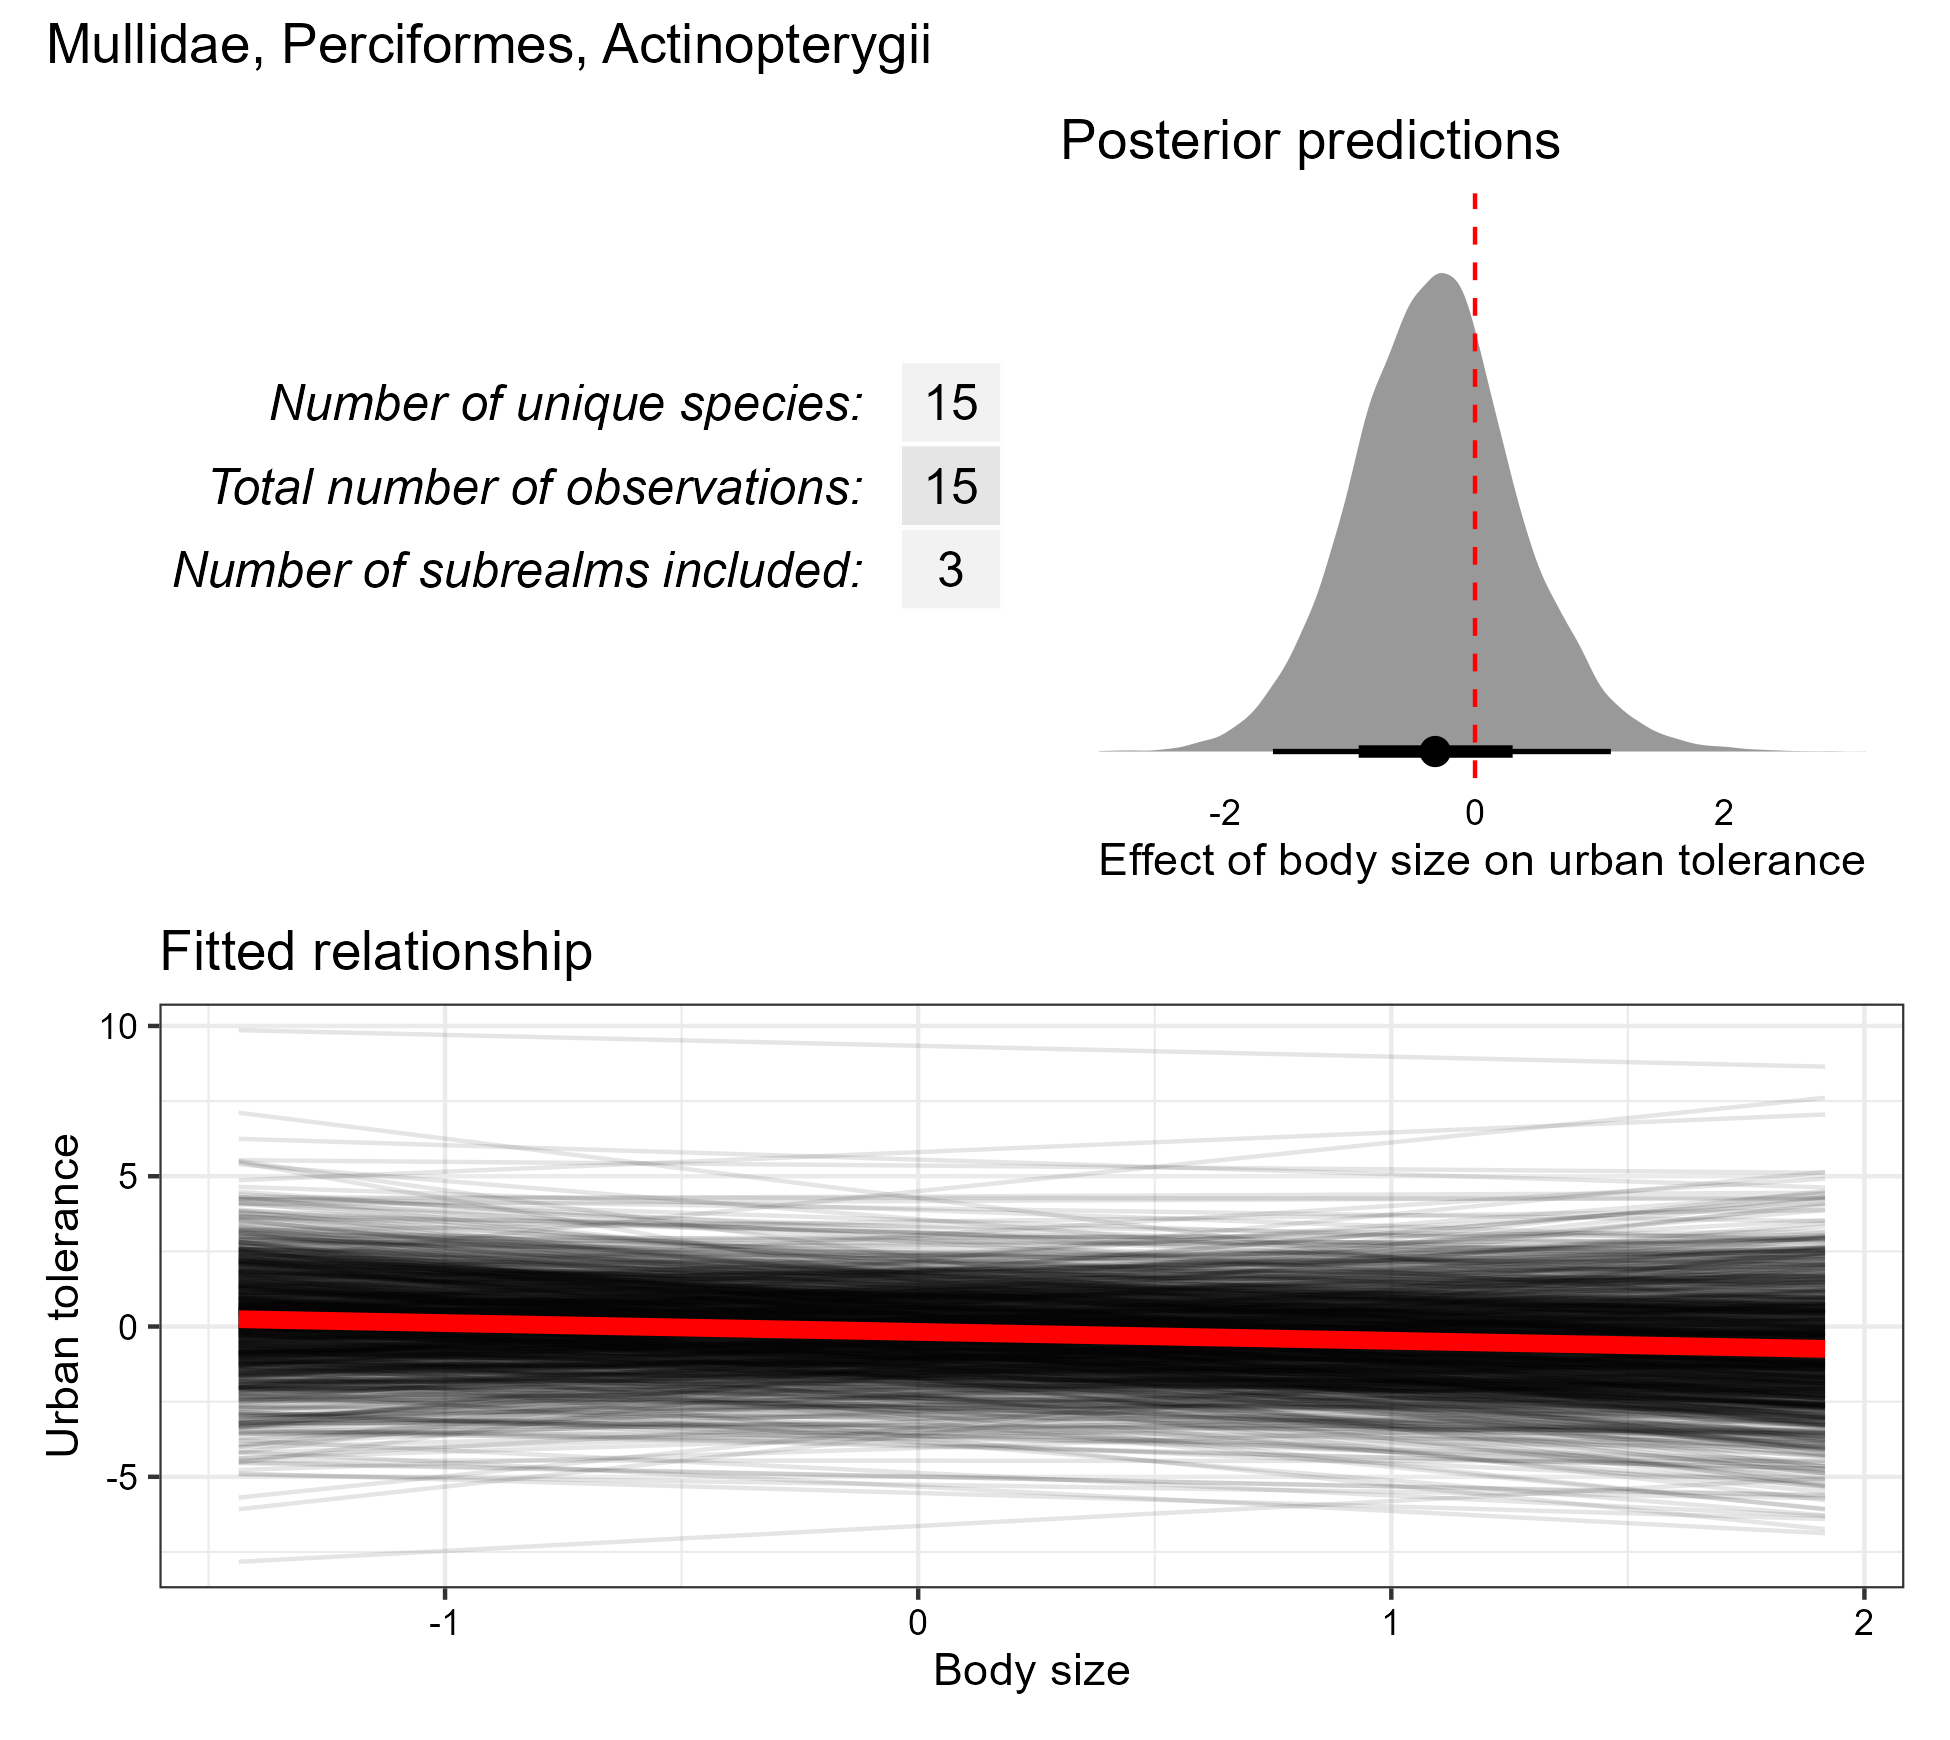 Mullidae, Perciformes, Actinopterygii
Posterior predictions
Number of unique species: 15
Total number of observations: 15
Number of subrealms included: 3
-2 0 2
Effect of body size on urban tolerance
Fitted relationship
10
5
0
-5
Urban tolerance
-1 0 1 2
Body size